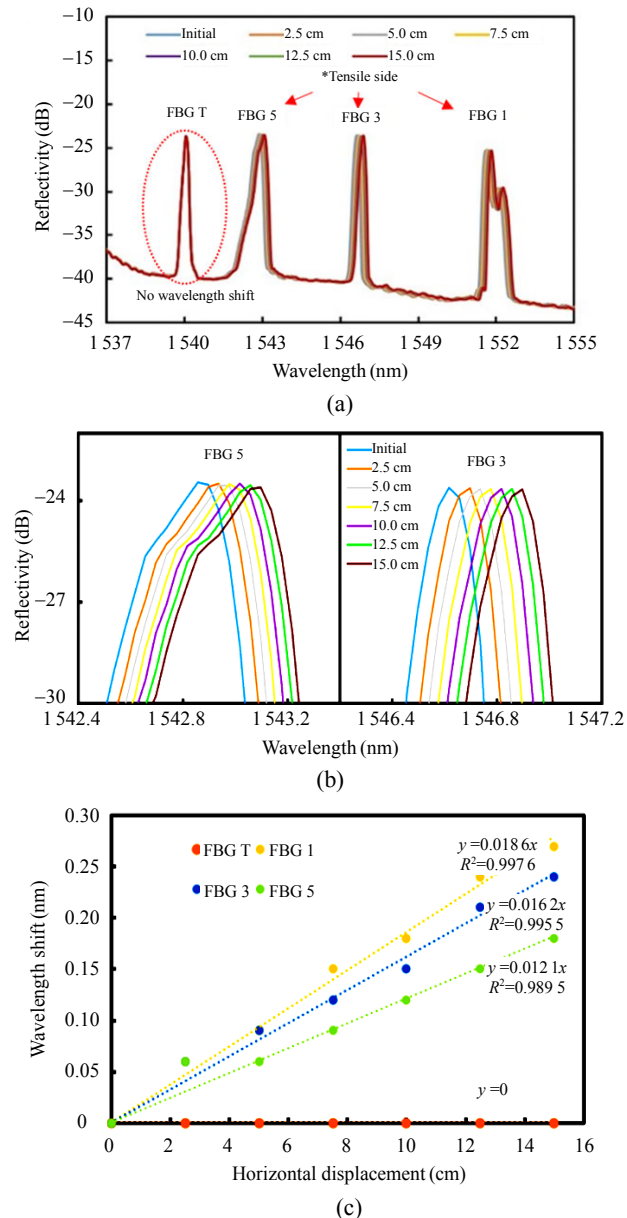 −10
−15
−20
−25
−30
−35
−40
−45
Reflectivity (dB)
Initial 2.5 cm 5.0 cm 7.5 cm
10.0 cm 12.5 cm 15.0 cm
*Tensile side
FBG T FBG 5 FBG 3 FBG 1
No wavelength shift
1 537 1 540 1 543 1 546 1 549 1 552 1 555
Wavelength (nm)
(a)
−24
−27
−30
Reflectivity (dB)
FBG 5
Initial
2.5 cm
5.0 cm
7.5 cm
10.0 cm
12.5 cm
15.0 cm
FBG 3
1 542.4 1 542.8 1 543.2 1 546.4 1 546.8 1 547.2
Wavelength (nm)
(b)
0.30
0.25
0.20
0.15
0.10
0.05
0
Wavelength shift (nm)
FBG T FBG 1
FBG 3 FBG 5
y =0.018 6x
R²=0.997 6
y =0.016 2x
R²=0.995 5
y =0.012 1x
R²=0.989 5
y =0
0 2 4 6 8 10 12 14 16
Horizontal displacement (cm)
(c)